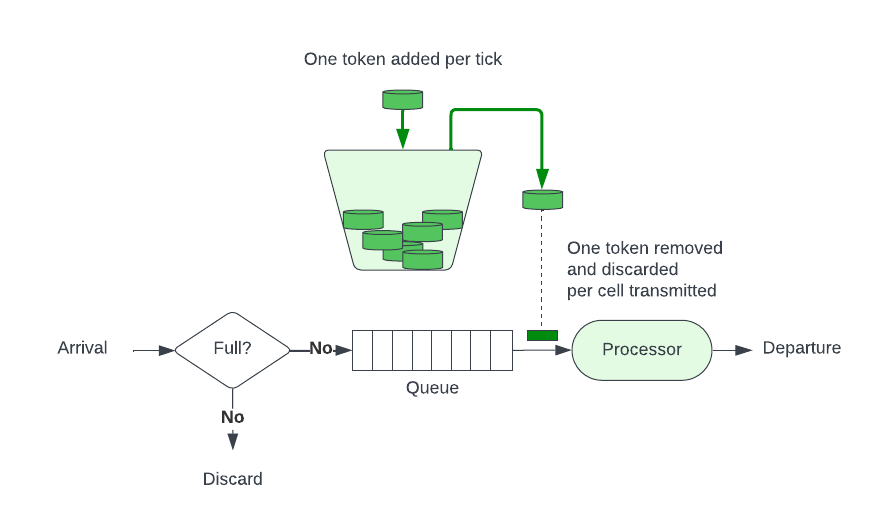 One token added per tick
One token removed
and discarded
per cell transmitted
Arrival
Full?
No
Processor
Departure
Queue
No
Discard